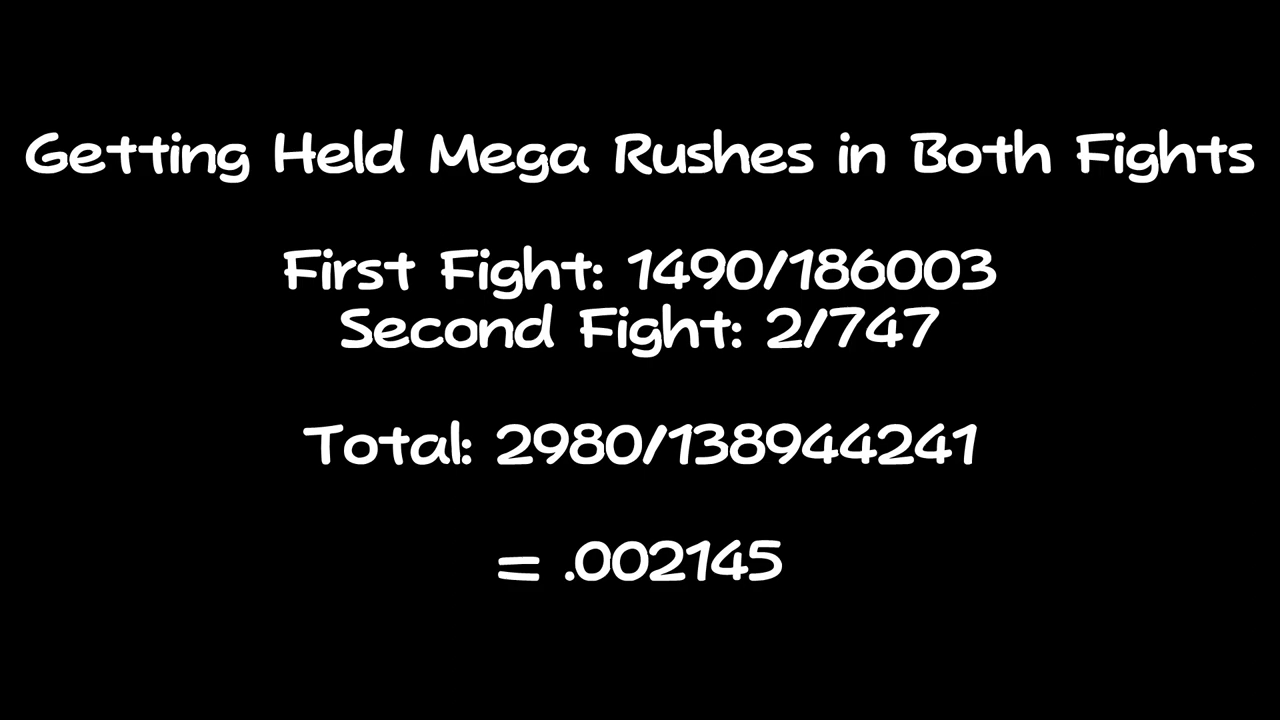 Getting Held Mega Rushes in Both Fights
First Fight: 1490/186003
Second Fight: 2/747
Total: 2980/138944241
= .002145